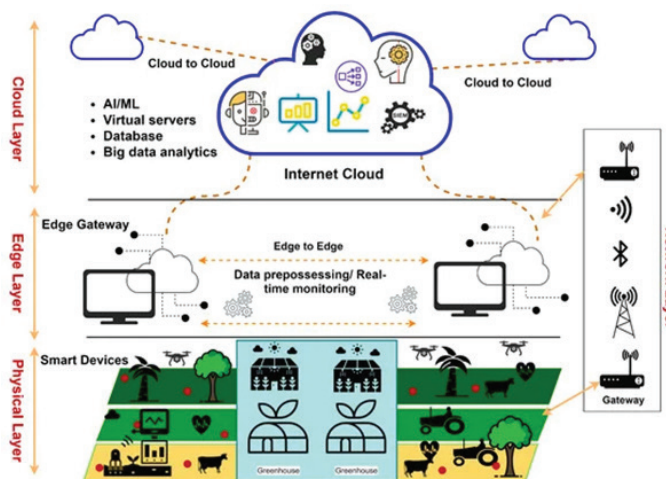 Cloud to Cloud
Cloud to Cloud
Cloud Layer
AI/ML
Virtual servers
Database
Big data analytics
SIEM
Internet Cloud
Edge Layer
Edge Gateway
Edge to Edge
Data prepossessing/ Real-
time monitoring
Physical Layer
Smart Devices
Greenhouse
Greenhouse
Gateway